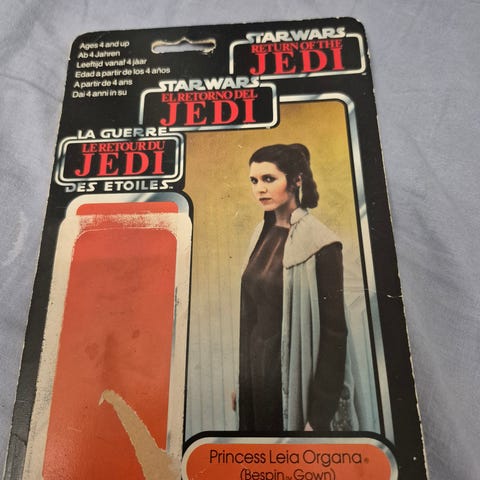 Ages 4 and up
Ab 4 Jahren
Leeftijd vanaf 4 jaar
Edad a partir de los 4 años
A partir de 4 ans
Dai 4 anni in su
STAR WARS
RETURN OF THE
JEDI
STAR WARS
EL RETORNO DEL
JEDI
LA GUERRE
LE RETOUR DU
JEDI
DES ETOILES™
Princess Leia Organa®
(Bespin™ Gown)